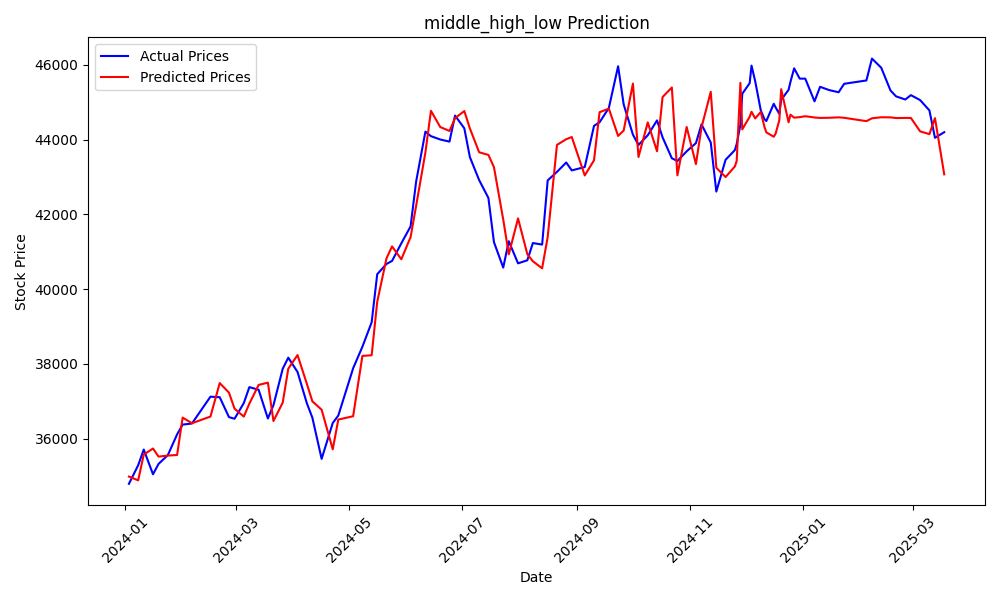 middle_high_low Prediction
Actual Prices
Predicted Prices
Stock Price
46000
44000
42000
40000
38000
36000
2024-01
2024-03
2024-05
2024-07
2024-09
2024-11
2025-01
2025-03
Date